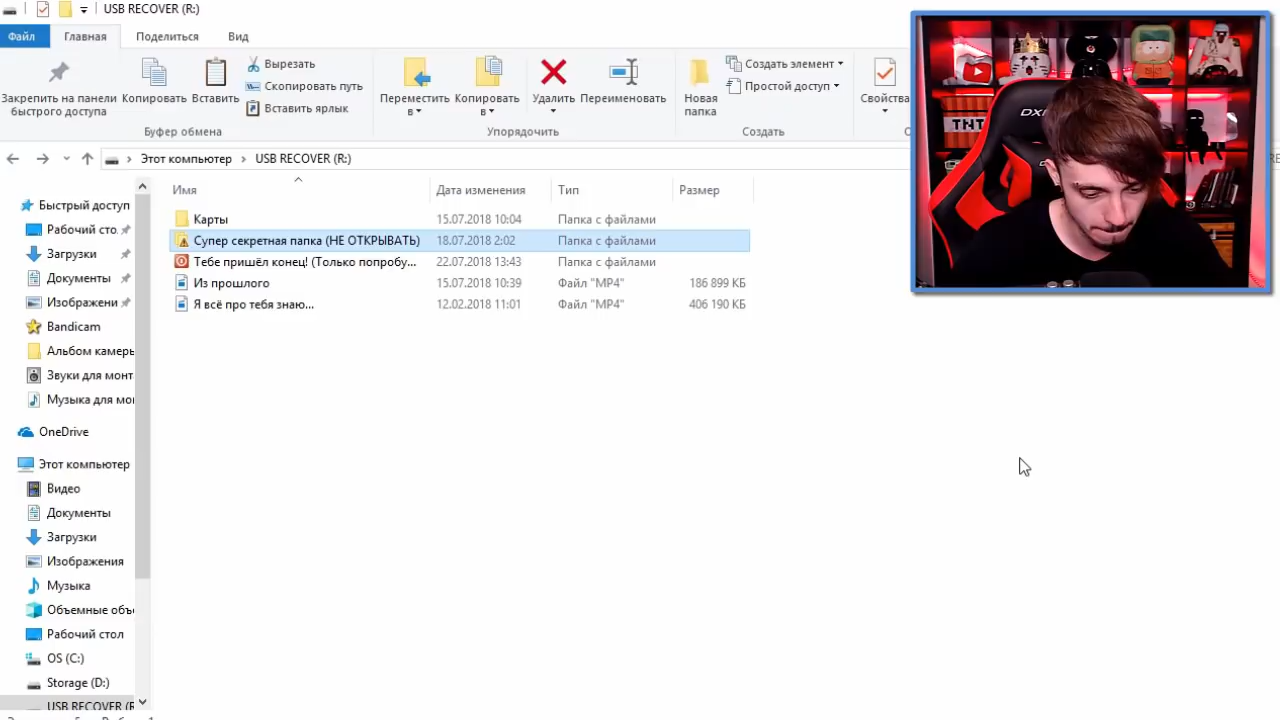 USB RECOVER (R:)
Файл Главная Поделиться Вид
Закрепить на панели быстрого доступа
Копировать
Вставить
Вырезать
Скопировать путь
Вставить ярлык
Переместить в
Копировать в
Удалить
Переименовать
Новая папка
Создать элемент
Простой доступ
Свойства
Буфер обмена
Упорядочить
Создать
Этот компьютер > USB RECOVER (R:)
Имя Дата изменения Тип Размер
Карты 15.07.2018 10:04 Папка с файлами
Супер секретная папка (НЕ ОТКРЫВАТЬ) 18.07.2018 2:02 Папка с файлами
Тебе пришёл конец! (Только попробу... 22.07.2018 13:43 Папка с файлами
Из прошлого 15.07.2018 10:39 Файл "MP4" 186 899 КБ
Я всё про тебя знаю... 12.02.2018 11:01 Файл "MP4" 406 190 КБ
Быстрый доступ
Рабочий сто
Загрузки
Документы
Изображени
Bandicam
Альбом камеры
Звуки для монт
Музыка для мо
OneDrive
Этот компьютер
Видео
Документы
Загрузки
Изображения
Музыка
Объемные объе
Рабочий стол
OS (C:)
Storage (D:)
USB RECOVER (R
DX
TNT